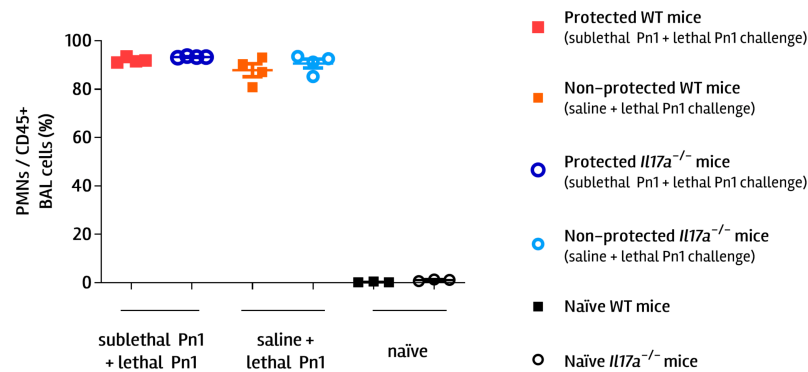 PMNs / CD45+
BAL cells (%)
100
80
60
40
20
0
sublethal Pn1
+ lethal Pn1
saline +
lethal Pn1
naïve
Protected WT mice
(sublethal Pn1 + lethal Pn1 challenge)
Non-protected WT mice
(saline + lethal Pn1 challenge)
Protected Il17a−/− mice
(sublethal Pn1 + lethal Pn1 challenge)
Non-protected Il17a−/− mice
(saline + lethal Pn1 challenge)
Naïve WT mice
Naïve Il17a−/− mice